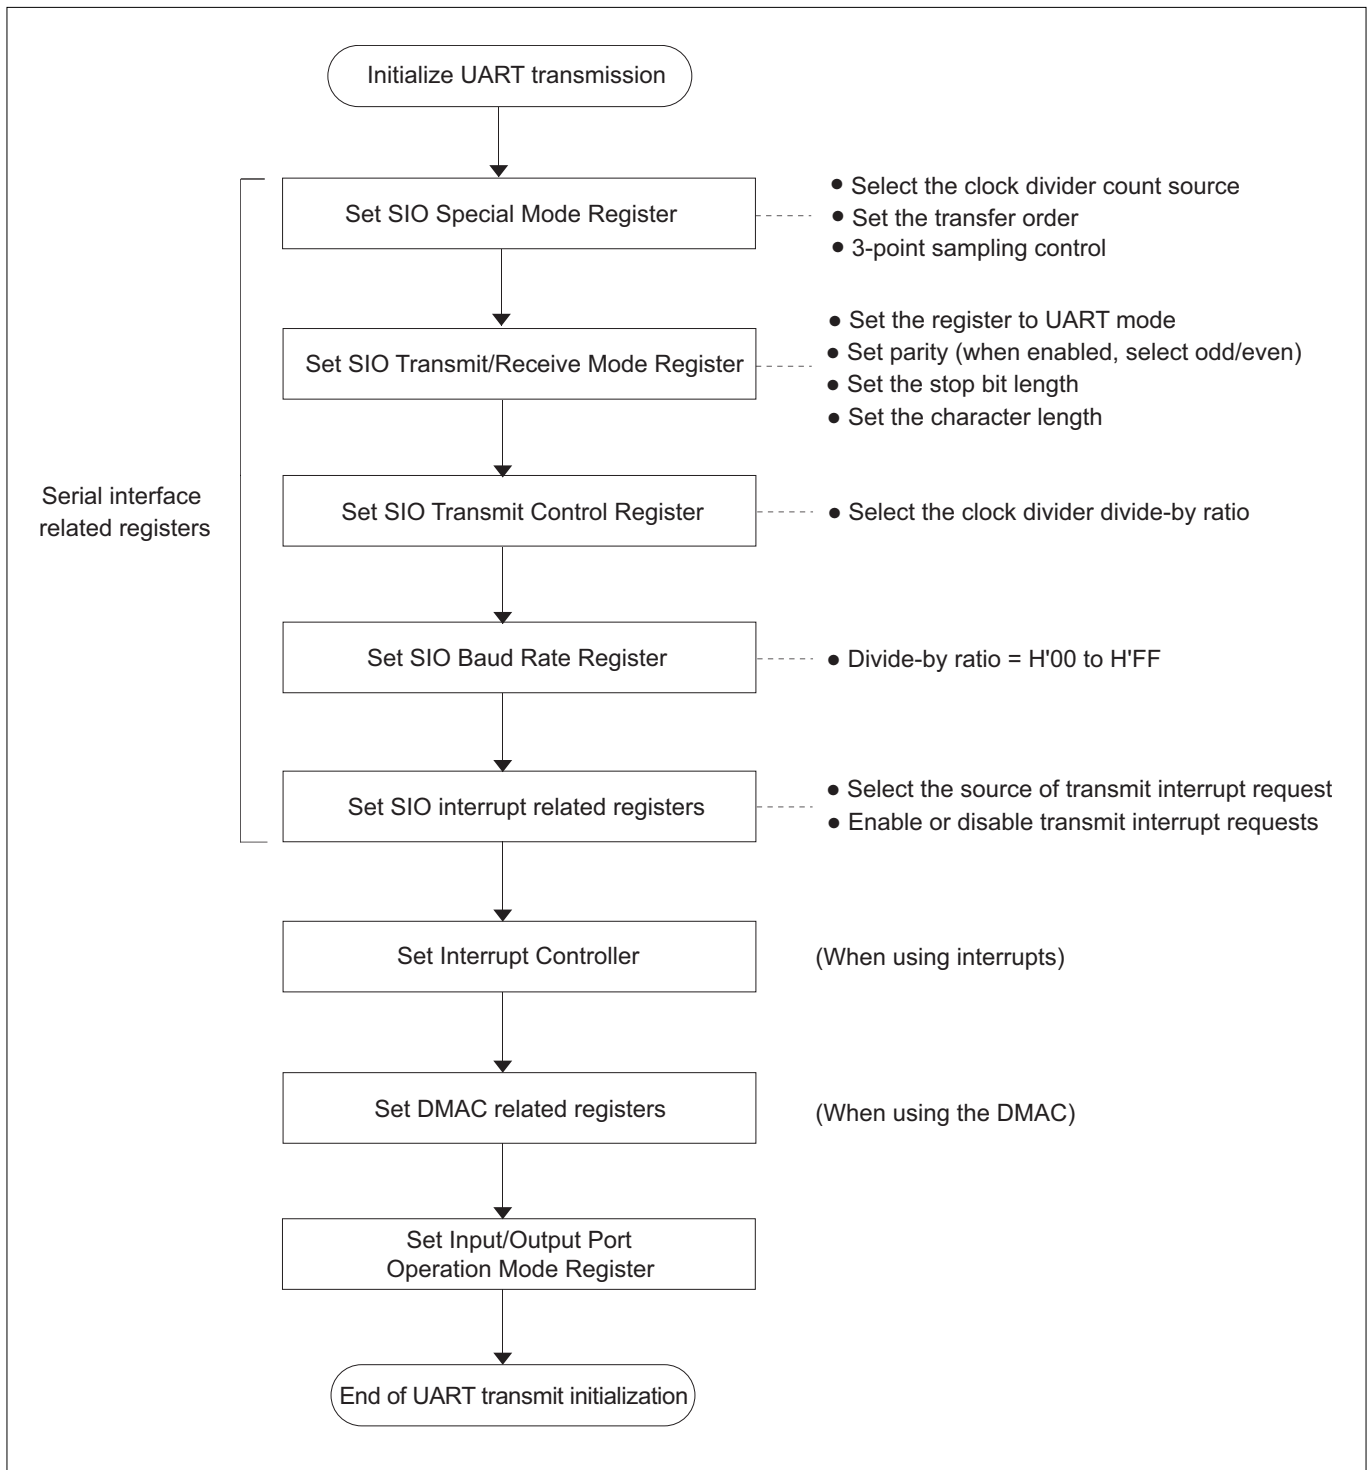 Initialize UART transmission
Set SIO Special Mode Register
● Select the clock divider count source
● Set the transfer order
● 3-point sampling control
Set SIO Transmit/Receive Mode Register
● Set the register to UART mode
● Set parity (when enabled, select odd/even)
● Set the stop bit length
● Set the character length
Serial interface
related registers
Set SIO Transmit Control Register
● Select the clock divider divide-by ratio
Set SIO Baud Rate Register
● Divide-by ratio = H'00 to H'FF
Set SIO interrupt related registers
● Select the source of transmit interrupt request
● Enable or disable transmit interrupt requests
Set Interrupt Controller
(When using interrupts)
Set DMAC related registers
(When using the DMAC)
Set Input/Output Port
Operation Mode Register
End of UART transmit initialization